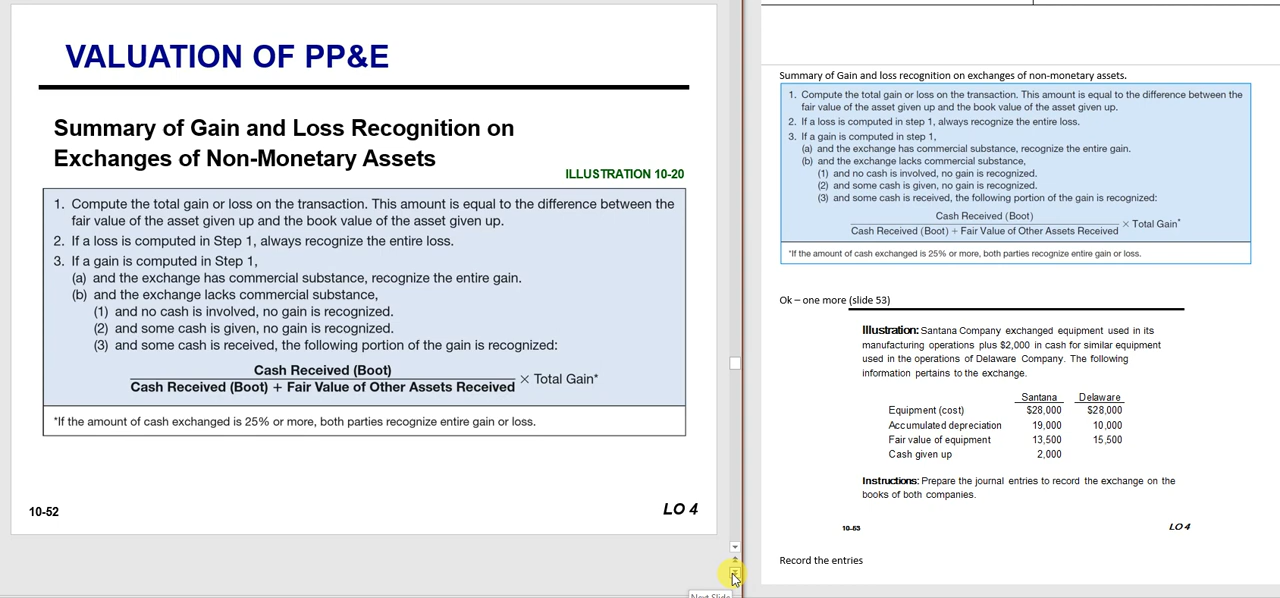 VALUATION OF PP&E
Summary of Gain and Loss Recognition on
Exchanges of Non-Monetary Assets
ILLUSTRATION 10-20
1. Compute the total gain or loss on the transaction. This amount is equal to the difference between the
fair value of the asset given up and the book value of the asset given up.
2. If a loss is computed in Step 1, always recognize the entire loss.
3. If a gain is computed in Step 1,
(a) and the exchange has commercial substance, recognize the entire gain.
(b) and the exchange lacks commercial substance,
(1) and no cash is involved, no gain is recognized.
(2) and some cash is given, no gain is recognized.
(3) and some cash is received, the following portion of the gain is recognized:
Cash Received (Boot)
Cash Received (Boot) + Fair Value of Other Assets Received × Total Gain*
*If the amount of cash exchanged is 25% or more, both parties recognize entire gain or loss.
10-52
LO 4
Next Slide
Summary of Gain and loss recognition on exchanges of non-monetary assets.
1. Compute the total gain or loss on the transaction. This amount is equal to the difference between the
fair value of the asset given up and the book value of the asset given up.
2. If a loss is computed in step 1, always recognize the entire loss.
3. If a gain is computed in step 1,
(a) and the exchange has commercial substance, recognize the entire gain.
(b) and the exchange lacks commercial substance,
(1) and no cash is involved, no gain is recognized.
(2) and some cash is given, no gain is recognized.
(3) and some cash is received, the following portion of the gain is recognized:
Cash Received (Boot)
Cash Received (Boot) + Fair Value of Other Assets Received × Total Gain*
*If the amount of cash exchanged is 25% or more, both parties recognize entire gain or loss.
Ok – one more (slide 53)
Illustration: Santana Company exchanged equipment used in its
manufacturing operations plus $2,000 in cash for similar equipment
used in the operations of Delaware Company. The following
information pertains to the exchange.
Santana Delaware
Equipment (cost) $28,000 $28,000
Accumulated depreciation 19,000 10,000
Fair value of equipment 13,500 15,500
Cash given up 2,000
Instructions: Prepare the journal entries to record the exchange on the
books of both companies.
10-53
LO 4
Record the entries